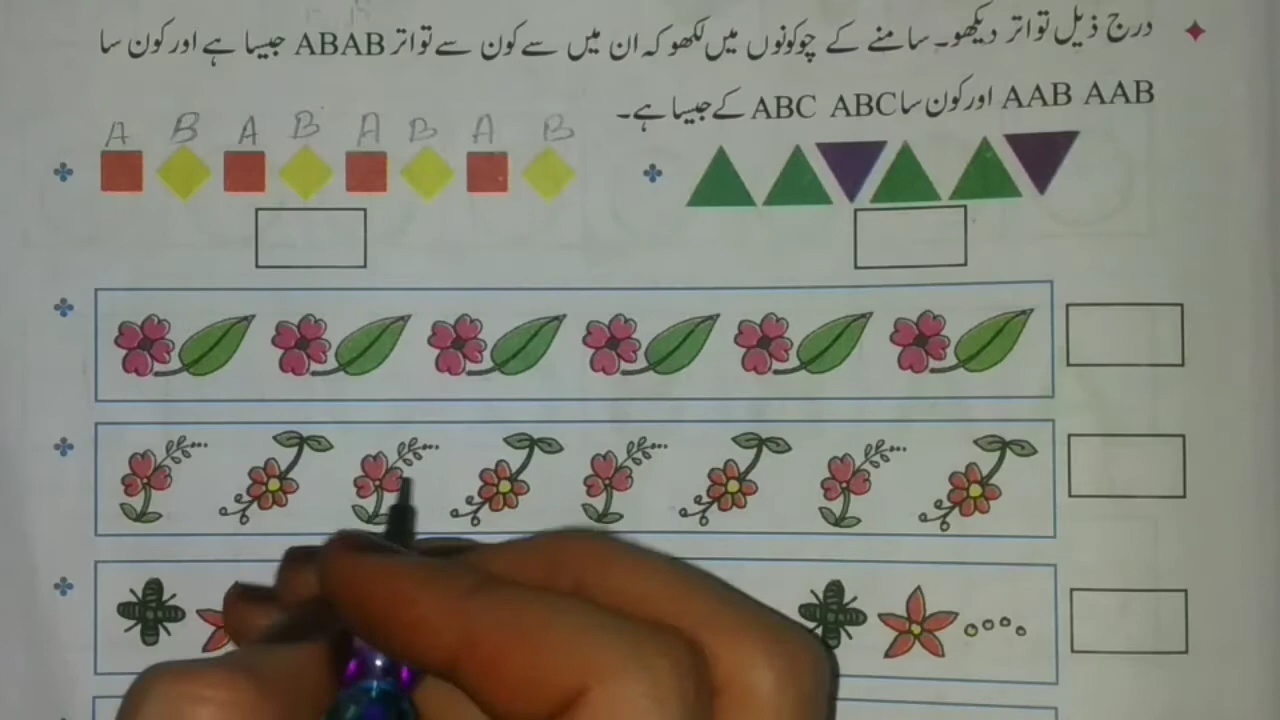 درج ذیل تواتر دیکھو۔ سامنے کے چوکونوں میں لکھو کہ ان میں سے کون سے تواتر ABAB جیسا ہے اور کون سا
AAB AAB اور کون سا ABC ABC کے جیسا ہے۔
A B A B A B A B